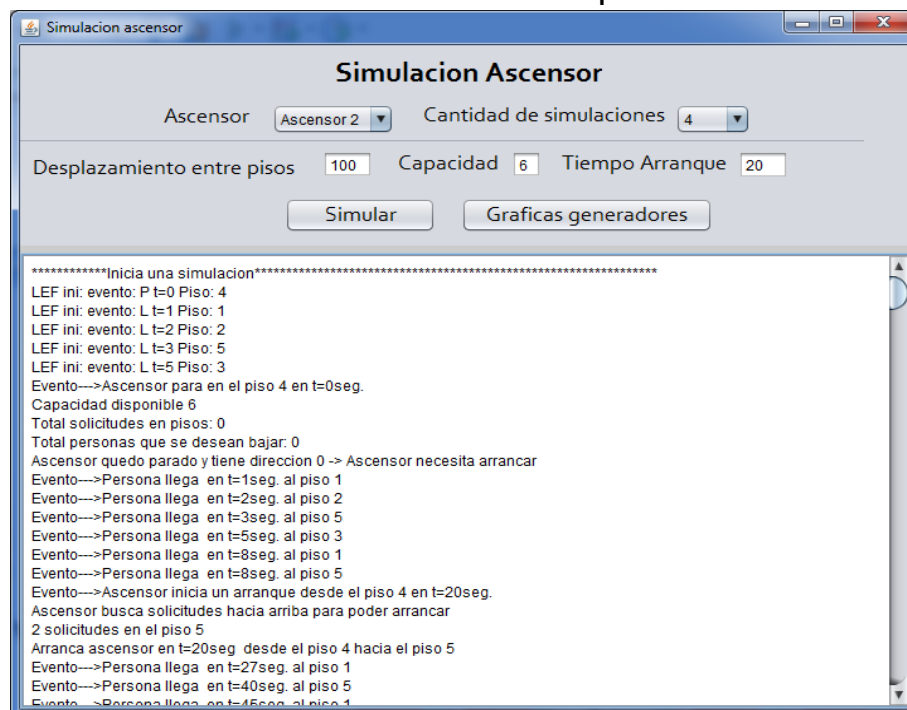 Simulacion ascensor
Simulacion Ascensor
Ascensor Ascensor 2 Cantidad de simulaciones 4
Desplazamiento entre pisos 100 Capacidad 6 Tiempo Arranque 20
Simular Graficas generadores
************Inicia una simulacion****************************************************************
LEF ini: evento: P t=0 Piso: 4
LEF ini: evento: L t=1 Piso: 1
LEF ini: evento: L t=2 Piso: 2
LEF ini: evento: L t=3 Piso: 5
LEF ini: evento: L t=5 Piso: 3
Evento--->Ascensor para en el piso 4 en t=0seg.
Capacidad disponible 6
Total solicitudes en pisos: 0
Total personas que se desean bajar: 0
Ascensor quedo parado y tiene direccion 0 -> Ascensor necesita arrancar
Evento--->Persona llega  en t=1seg. al piso 1
Evento--->Persona llega  en t=2seg. al piso 2
Evento--->Persona llega  en t=3seg. al piso 5
Evento--->Persona llega  en t=5seg. al piso 3
Evento--->Persona llega  en t=8seg. al piso 1
Evento--->Persona llega  en t=8seg. al piso 5
Evento--->Ascensor inicia un arranque desde el piso 4 en t=20seg.
Ascensor busca solicitudes hacia arriba para poder arrancar
2 solicitudes en el piso 5
Arranca ascensor en t=20seg  desde el piso 4 hacia el piso 5
Evento--->Persona llega  en t=27seg. al piso 1
Evento--->Persona llega  en t=40seg. al piso 5
Evento--->Persona llega  en t=45seg. al piso 1